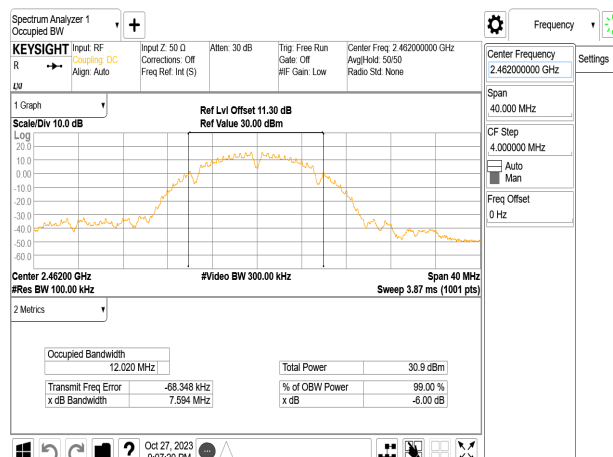 Spectrum Analyzer 1
Occupied BW
Frequency
KEYSIGHT
R
LXI
Input: RF
Coupling: DC
Align: Auto
Input Z: 50 Ω
Corrections: Off
Freq Ref: Int (S)
Atten: 30 dB
Trig: Free Run
Gate: Off
#IF Gain: Low
Center Freq: 2.462000000 GHz
Avg|Hold: 50/50
Radio Std: None
Center Frequency
2.462000000 GHz
Settings
Span
40.000 MHz
CF Step
4.000000 MHz
Auto
Man
Freq Offset
0 Hz
1 Graph
Scale/Div 10.0 dB
Ref Lvl Offset 11.30 dB
Ref Value 30.00 dBm
Log
20.0
10.0
0.00
-10.0
-20.0
-30.0
-40.0
-50.0
-60.0
Center 2.46200 GHz
#Res BW 100.00 kHz
#Video BW 300.00 kHz
Span 40 MHz
Sweep 3.87 ms (1001 pts)
2 Metrics
Occupied Bandwidth
12.020 MHz
Transmit Freq Error -68.348 kHz
x dB Bandwidth 7.594 MHz
Total Power 30.9 dBm
% of OBW Power 99.00 %
x dB -6.00 dB
?
Oct 27, 2023